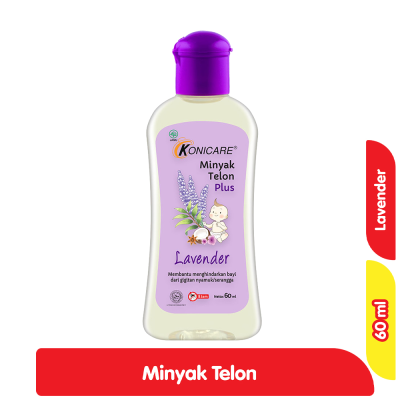 KONICARE®
Minyak
Telon
Plus
Lavender
Membantu menghindarkan bayi
dari gigitan nyamuk/serangga
Netto: 60 ml
Lavender
60 ml
Minyak Telon